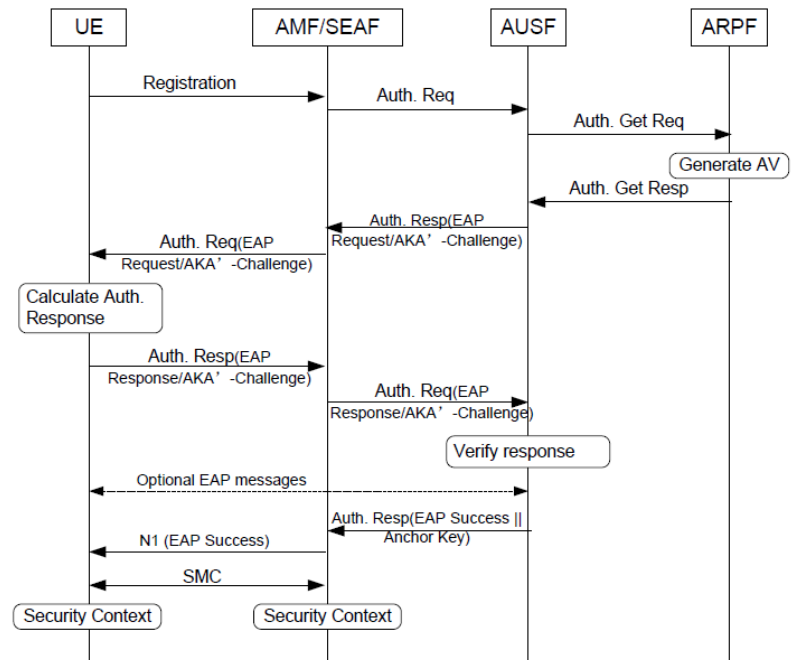 UE
AMF/SEAF
AUSF
ARPF
Registration
Auth. Req
Auth. Get Req
Generate AV
Auth. Get Resp
Auth. Resp(EAP
Request/AKA’ -Challenge)
Auth. Req(EAP
Request/AKA’ -Challenge)
Calculate Auth.
Response
Auth. Resp(EAP
Response/AKA’ -Challenge)
Auth. Req(EAP
Response/AKA’ -Challenge)
Verify response
Optional EAP messages
Auth. Resp(EAP Success ||
Anchor Key)
N1 (EAP Success)
SMC
Security Context
Security Context